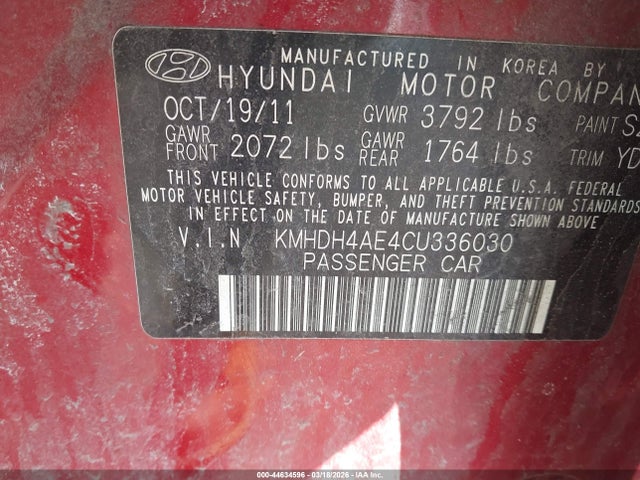 MANUFACTURED IN KOREA BY
HYUNDAI MOTOR COMPAN
OCT/19/11 GVWR 3792 lbs PAINT S
GAWR FRONT 2072 lbs GAWR REAR 1764 lbs TRIM YD
THIS VEHICLE CONFORMS TO ALL APPLICABLE U.S.A. FEDERAL
MOTOR VEHICLE SAFETY, BUMPER, AND THEFT PREVENTION STANDARDS
IN EFFECT ON THE DATE OF MANUFACTURE SHOWN ABOVE
V.I.N KMHDH4AE4CU336030
PASSENGER CAR
000-44634596 | 03/18/2026 - IAA Inc.